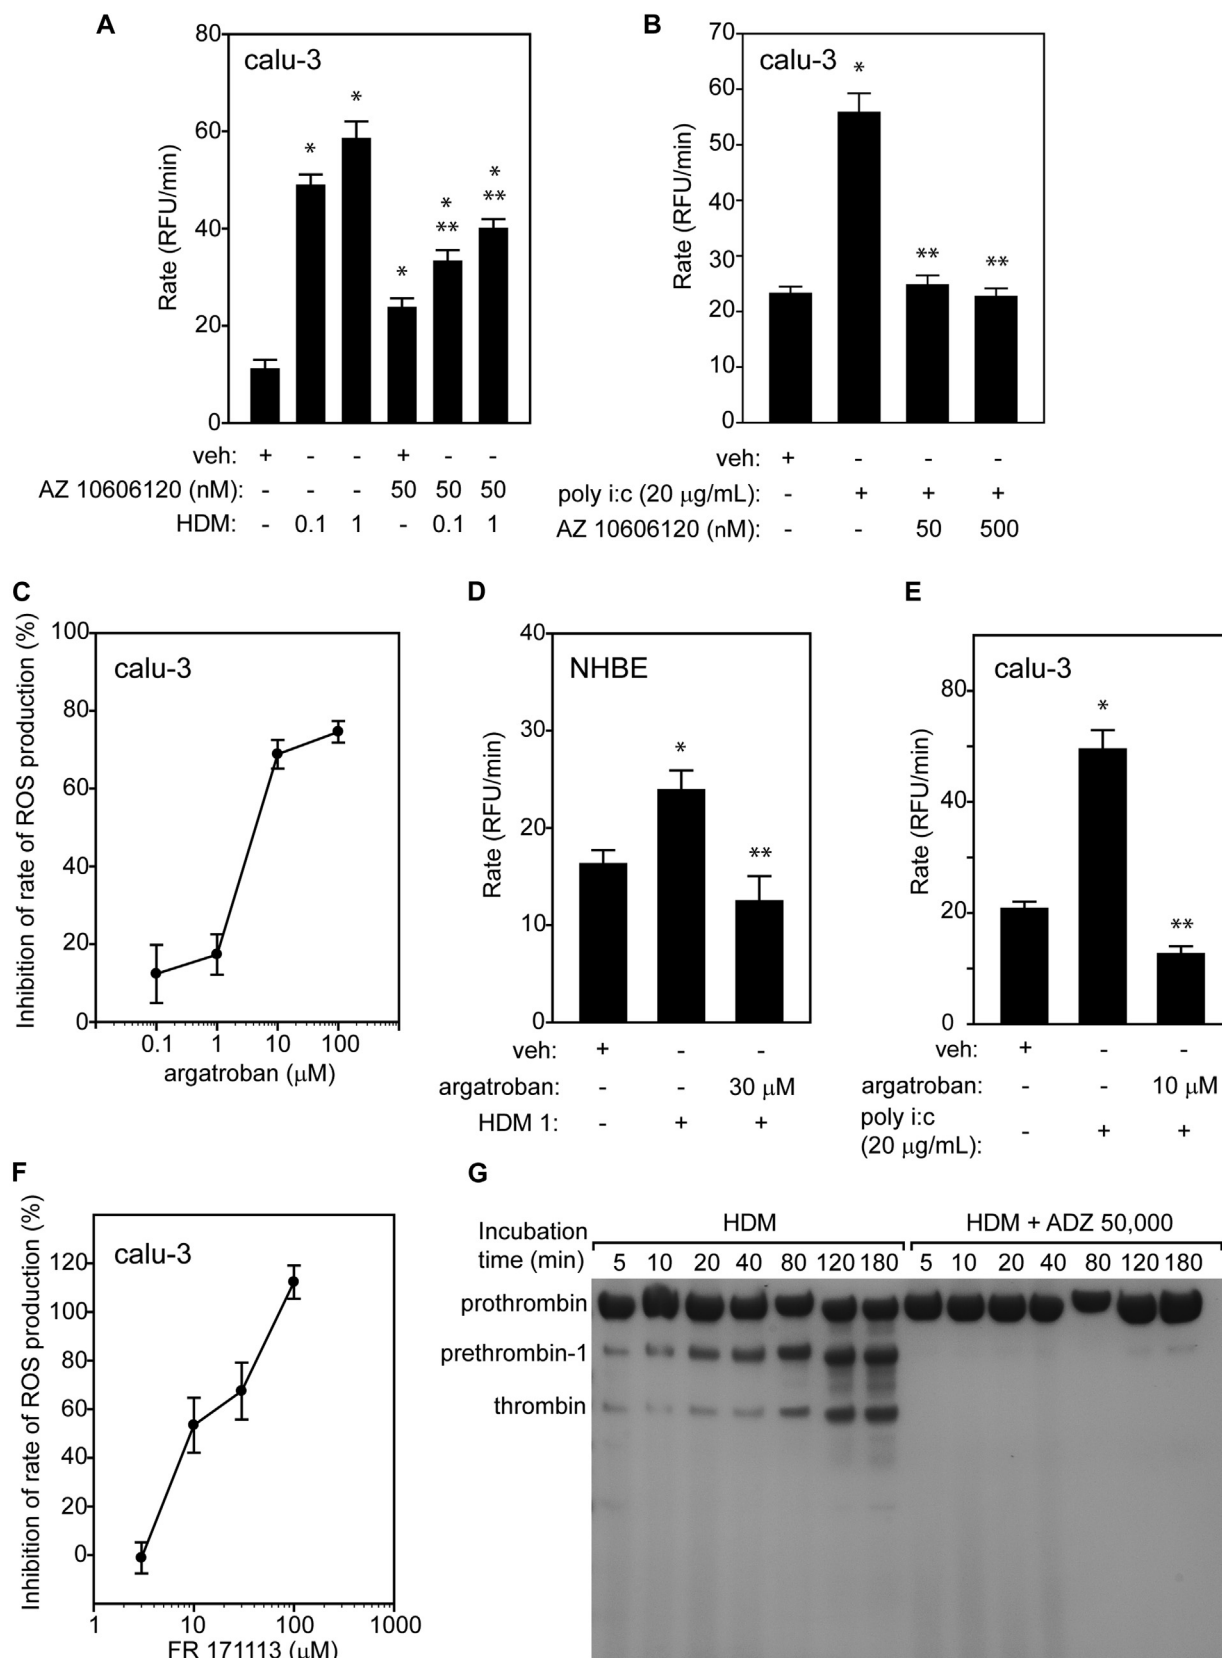 A
80
calu-3
*
*
60
*
*
**
**
40
*
20
0
Rate (RFU/min)
veh: + - - + - -
AZ 10606120 (nM): - - - 50 50 50
HDM: - 0.1 1 - 0.1 1
B
70
calu-3
*
60
50
40
30
**
**
20
10
0
Rate (RFU/min)
veh: + - - -
poly i:c (20 μg/mL): - + + +
AZ 10606120 (nM): - - 50 500
C
100
calu-3
80
60
40
20
0
Inhibition of rate of ROS production (%)
0.1 1 10 100
argatroban (μM)
D
40
NHBE
*
30
20
**
10
0
Rate (RFU/min)
veh: + - -
argatroban: - - 30 μM
HDM 1: - + +
E
calu-3
80
*
60
40
20
**
0
Rate (RFU/min)
veh: + - -
argatroban: - - 10 μM
poly i:c
(20 μg/mL): - + +
F
calu-3
120
100
80
60
40
20
0
Inhibition of rate of ROS production (%)
1 10 100 1000
FR 171113 (μM)
G
HDM HDM + ADZ 50,000
Incubation
time (min) 5 10 20 40 80 120 180 5 10 20 40 80 120 180
prothrombin
prethrombin-1
thrombin